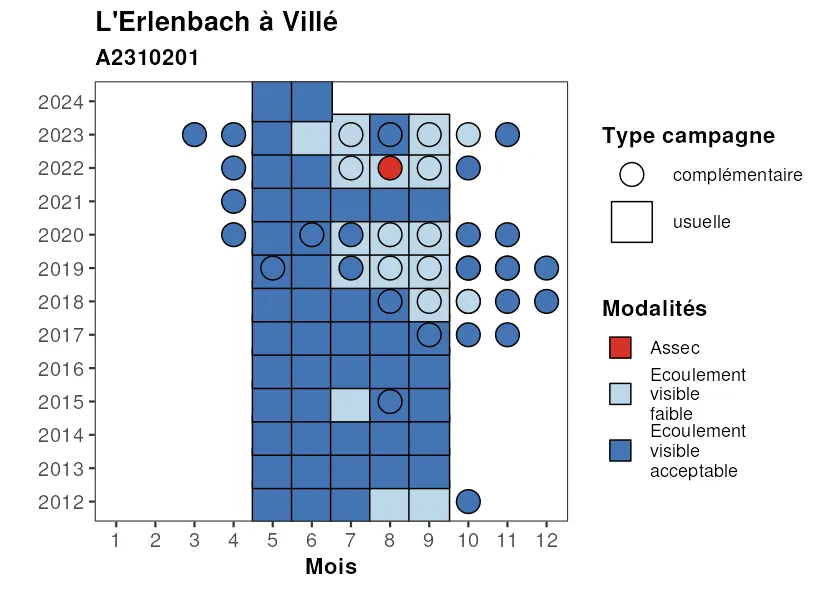 L'Erlenbach à Villé
A2310201
2024
2023
2022
2021
2020
2019
2018
2017
2016
2015
2014
2013
2012
1 2 3 4 5 6 7 8 9 10 11 12
Mois
Type campagne
complémentaire
usuelle
Modalités
Assec
Ecoulement
visible
faible
Ecoulement
visible
acceptable